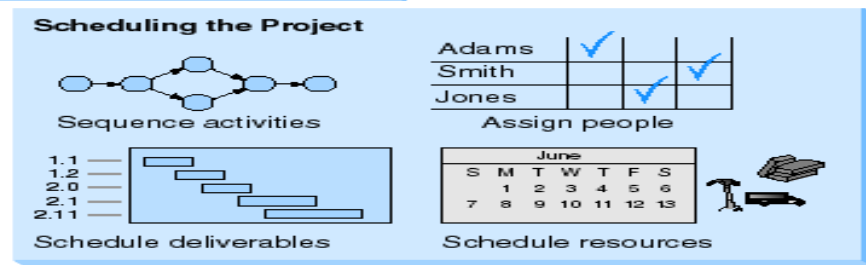 Scheduling the Project
Adams
Smith
Jones
Sequence activities
Assign people
1.1
1.2
2.0
2.1
2.11
Schedule deliverables
June
S M T W T F S
1 2 3 4 5 6
7 8 9 10 11 12 13
Schedule resources